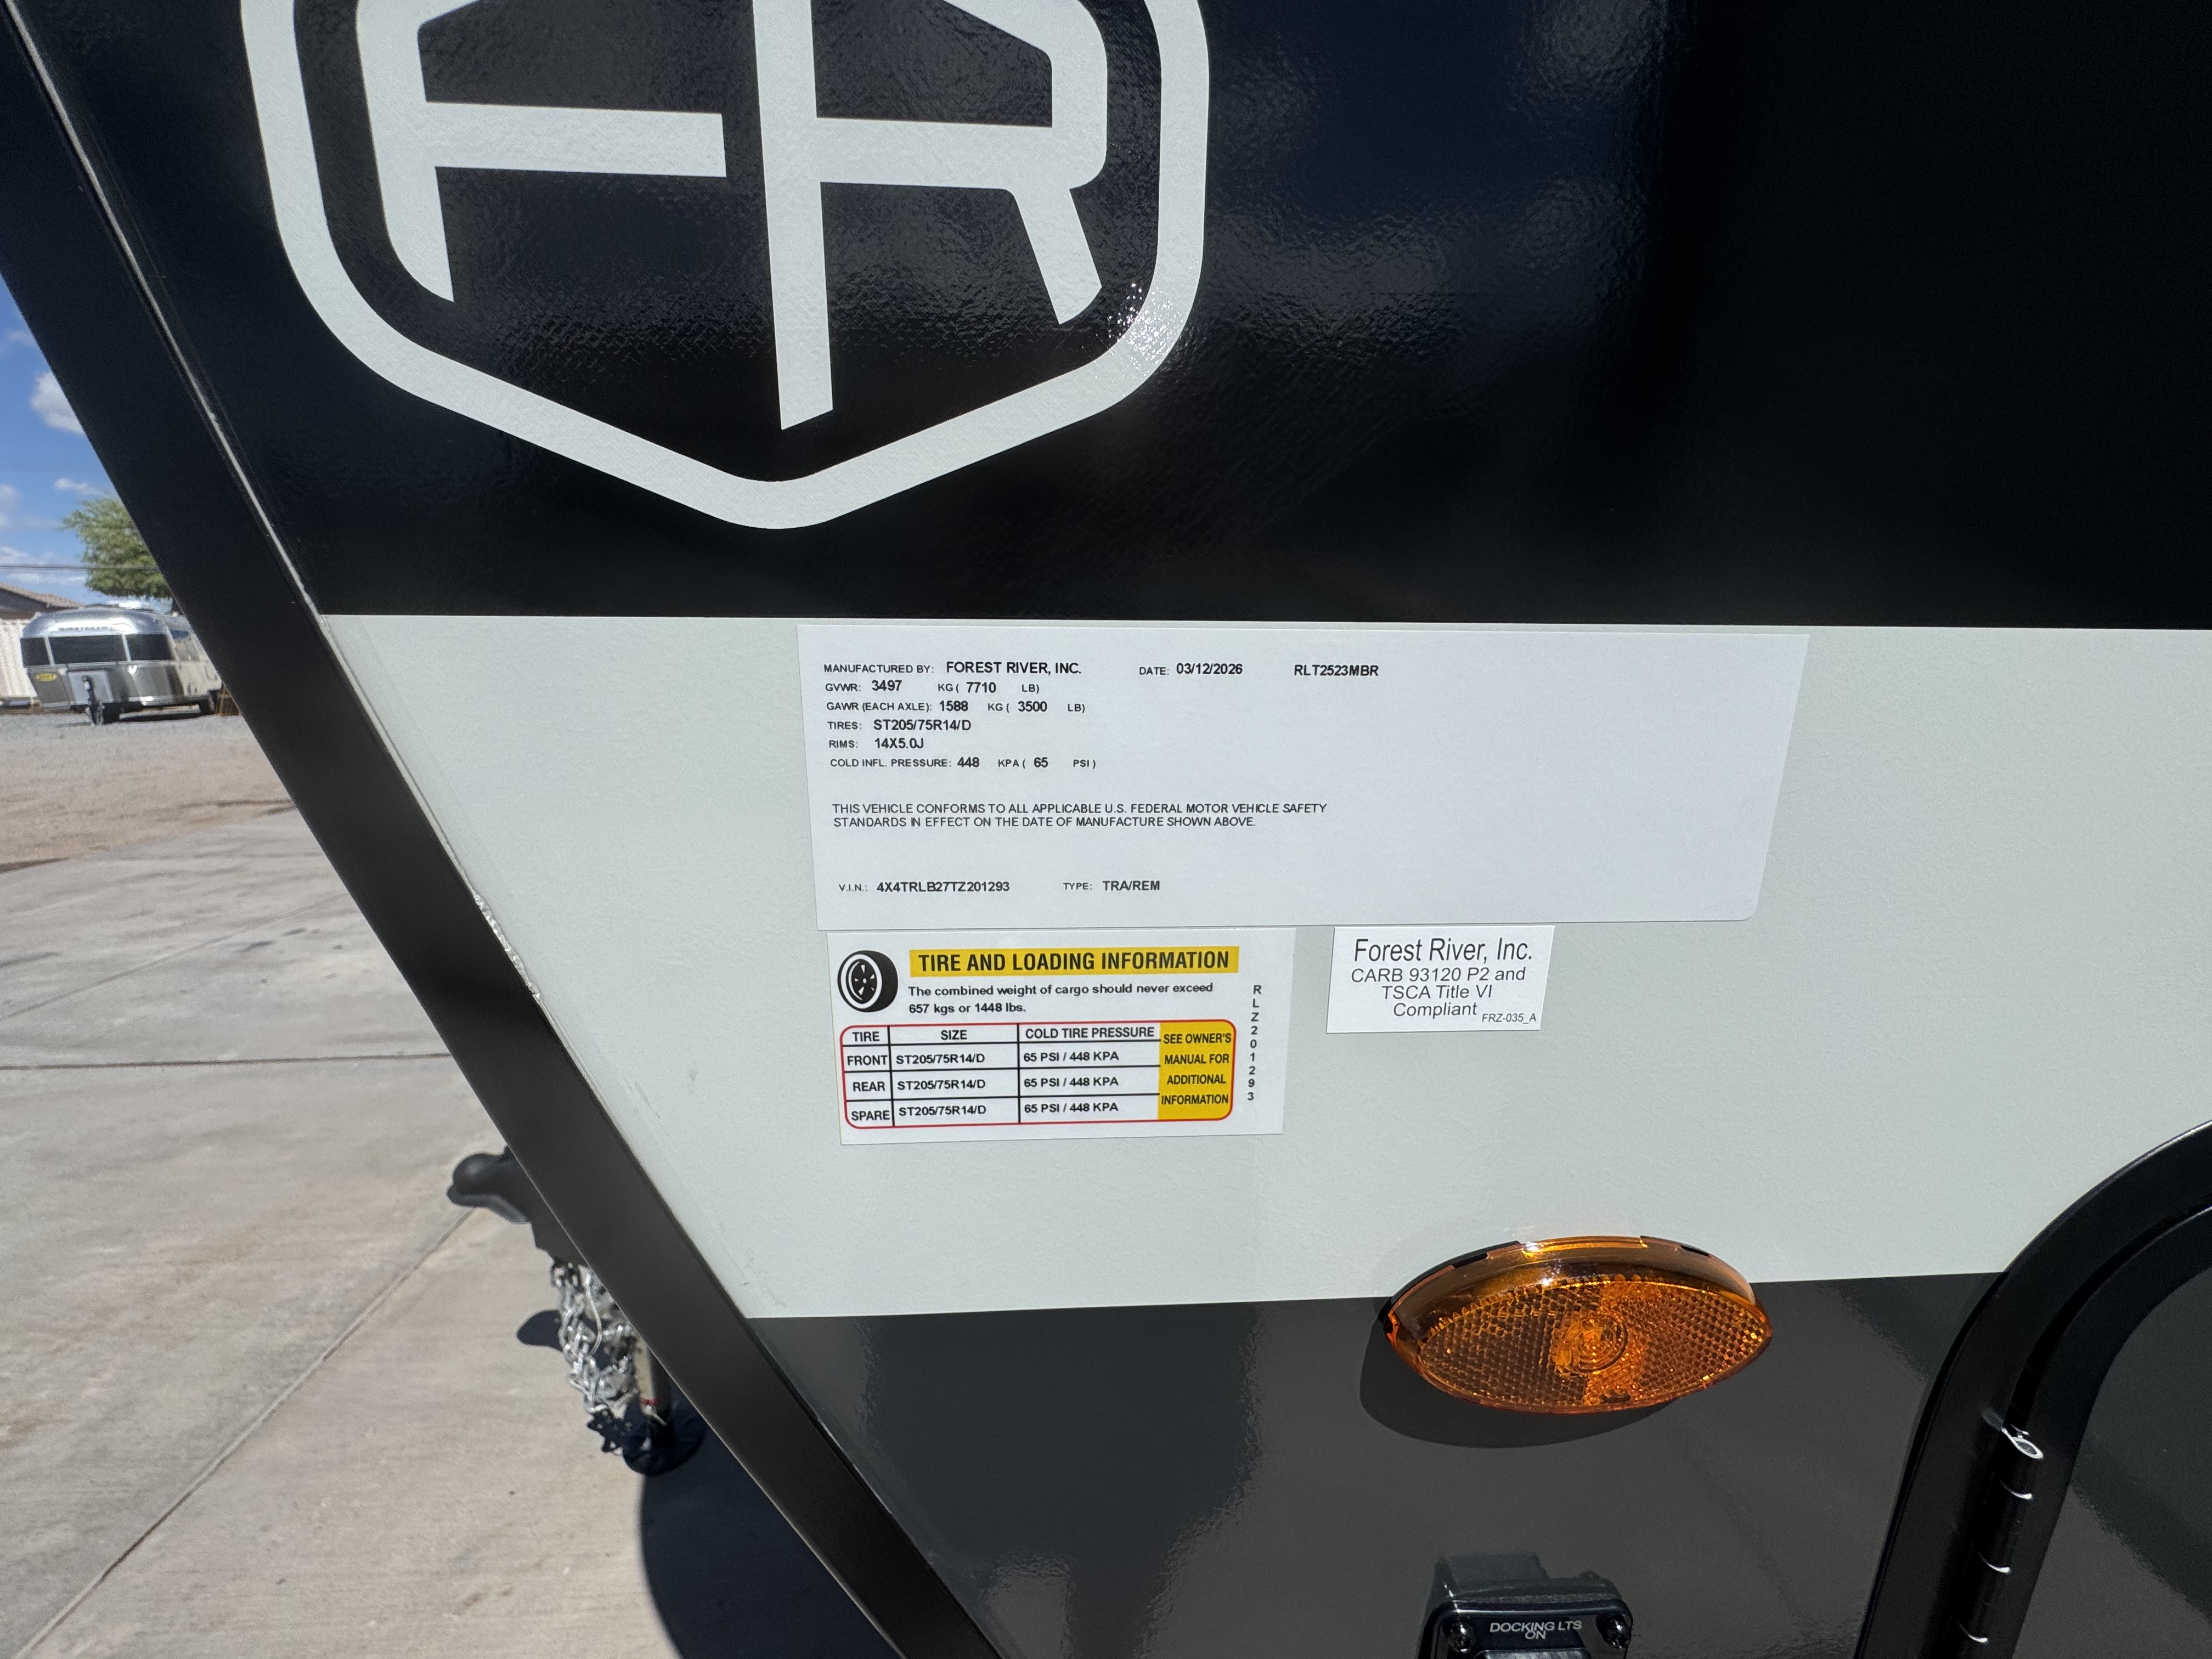 FR
MANUFACTURED BY: FOREST RIVER, INC. DATE: 03/12/2026 RLT2523MBR
GVWR: 3497 KG ( 7710 LB)
GAWR (EACH AXLE): 1588 KG ( 3500 LB)
TIRES: ST205/75R14/D
RIMS: 14X5.0J
COLD INFL. PRESSURE: 448 KPA ( 65 PSI )
THIS VEHICLE CONFORMS TO ALL APPLICABLE U.S. FEDERAL MOTOR VEHICLE SAFETY
STANDARDS IN EFFECT ON THE DATE OF MANUFACTURE SHOWN ABOVE.
V.I.N.: 4X4TRLB27TZ201293 TYPE: TRA/REM
TIRE AND LOADING INFORMATION
The combined weight of cargo should never exceed
657 kgs or 1448 lbs.
TIRE SIZE COLD TIRE PRESSURE
FRONT ST205/75R14/D 65 PSI / 448 KPA
REAR ST205/75R14/D 65 PSI / 448 KPA
SPARE ST205/75R14/D 65 PSI / 448 KPA
SEE OWNER'S
MANUAL FOR
ADDITIONAL
INFORMATION
RLZ201293
Forest River, Inc.
CARB 93120 P2 and
TSCA Title VI
Compliant
FRZ-035_A
DOCKING LTS
ON